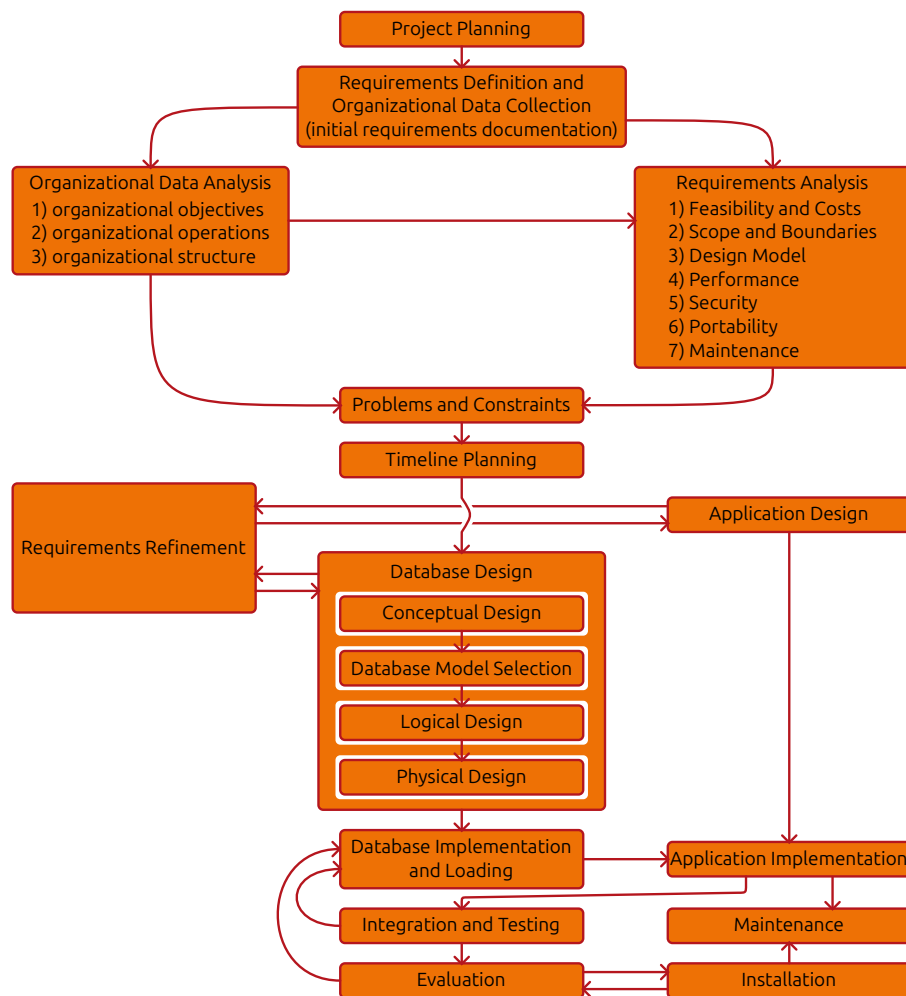 Project Planning
Requirements Definition and
Organizational Data Collection
(initial requirements documentation)
Organizational Data Analysis
1) organizational objectives
2) organizational operations
3) organizational structure
Requirements Analysis
1) Feasibility and Costs
2) Scope and Boundaries
3) Design Model
4) Performance
5) Security
6) Portability
7) Maintenance
Problems and Constraints
Timeline Planning
Requirements Refinement
Application Design
Database Design
Conceptual Design
Database Model Selection
Logical Design
Physical Design
Database Implementation
and Loading
Application Implementation
Integration and Testing
Maintenance
Evaluation
Installation